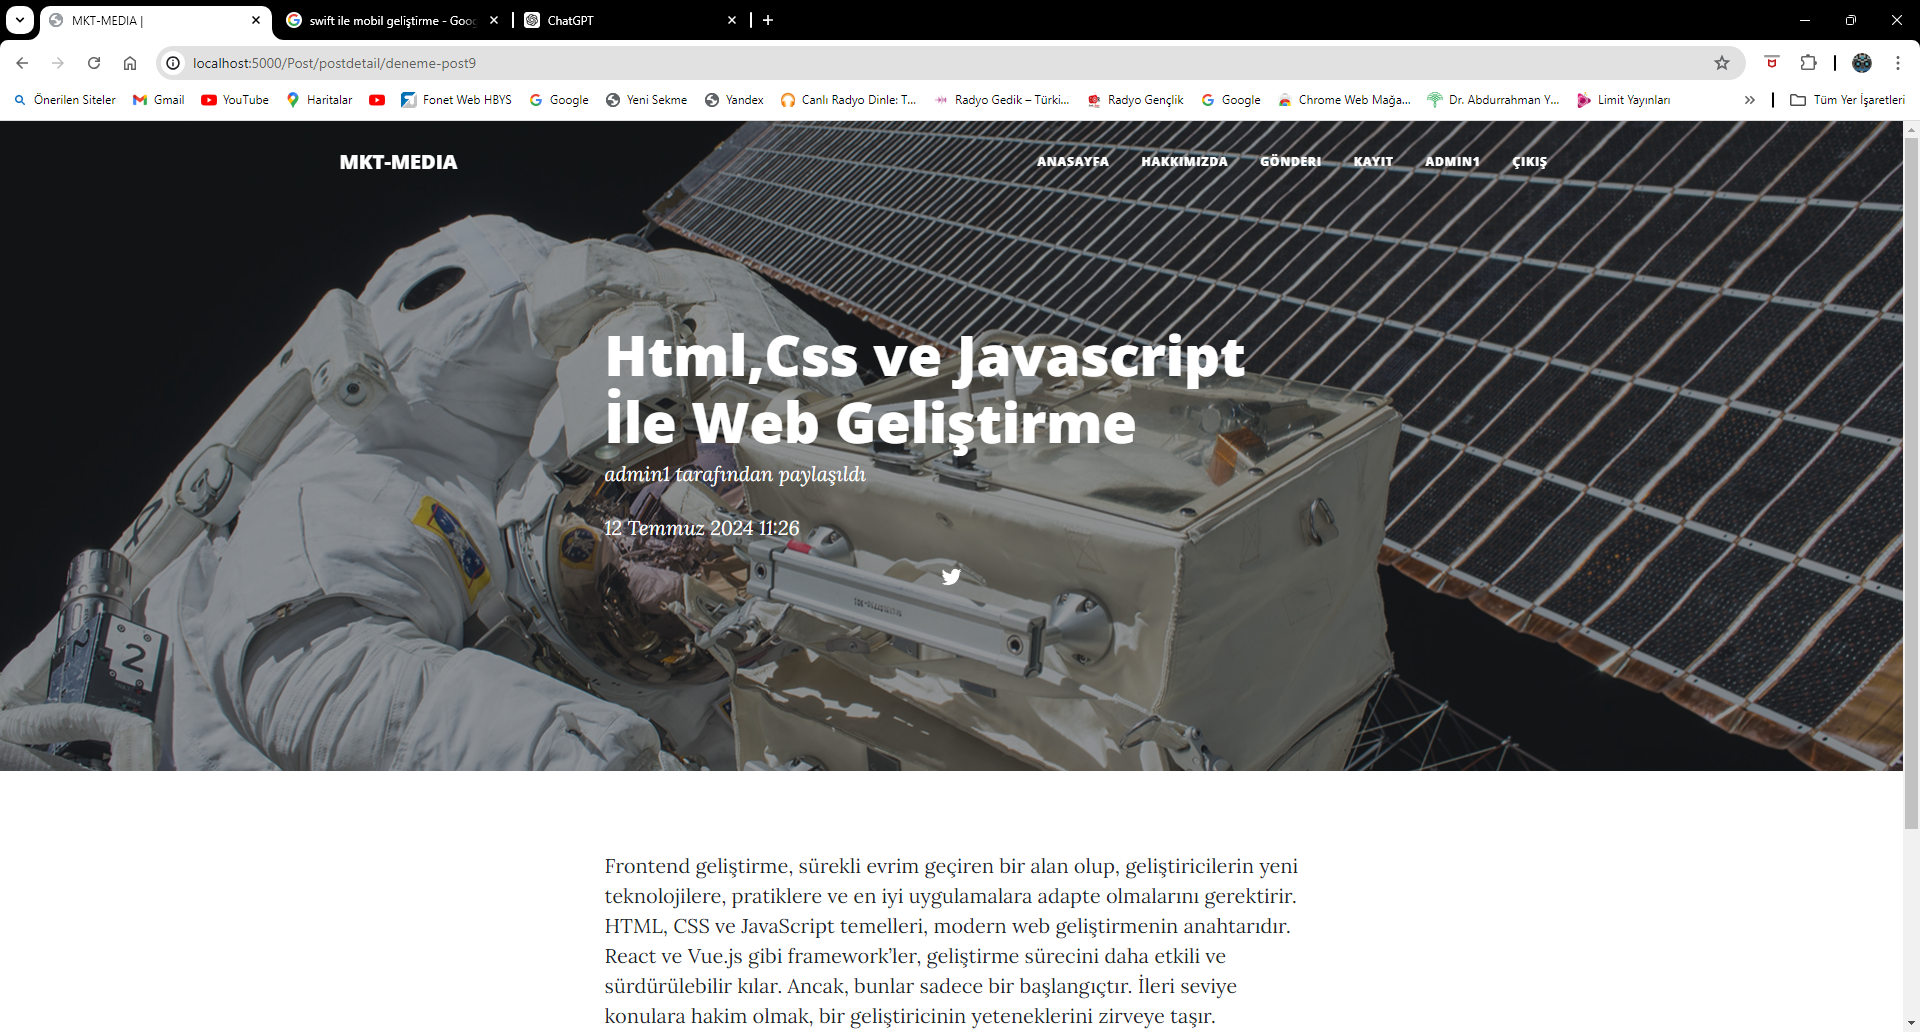 MKT-MEDIA |
swift ile mobil geliştirme - Goo
ChatGPT
localhost:5000/Post/postdetail/deneme-post9
Önerilen Siteler
Gmail
YouTube
Haritalar
Fonet Web HBYS
Google
Yeni Sekme
Yandex
Canlı Radyo Dinle: T...
Radyo Gedik – Türki...
Radyo Gençlik
Google
Chrome Web Mağa...
Dr. Abdurrahman Y...
Limit Yayınları
Tüm Yer İşaretleri
MKT-MEDIA
ANASAYFA
HAKKIMIZDA
GÖNDERI
KAYIT
ADMIN1
ÇIKIŞ
Html,Css ve Javascript
İle Web Geliştirme
admin1 tarafından paylaşıldı
12 Temmuz 2024 11:26
2
Frontend geliştirme, sürekli evrim geçiren bir alan olup, geliştiricilerin yeni
teknolojilere, pratiklere ve en iyi uygulamalara adapte olmalarını gerektirir.
HTML, CSS ve JavaScript temelleri, modern web geliştirmenin anahtarıdır.
React ve Vue.js gibi framework’ler, geliştirme sürecini daha etkili ve
sürdürülebilir kılar. Ancak, bunlar sadece bir başlangıçtır. İleri seviye
konulara hakim olmak, bir geliştiricinin yeteneklerini zirveye taşır.